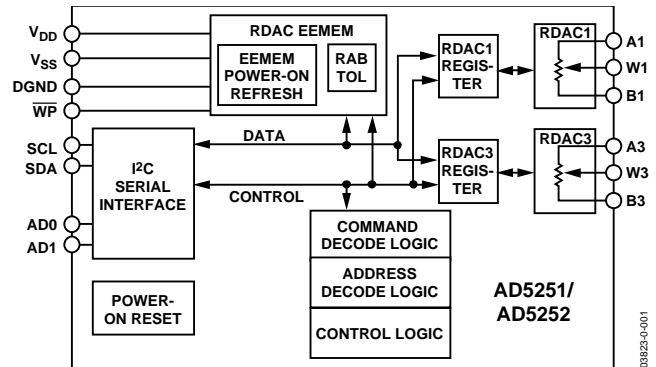 VDD
VSS
DGND
WP
SCL
SDA
AD0
AD1
RDAC EEMEM
EEMEM
POWER-ON
REFRESH
RAB
TOL
I2C
SERIAL
INTERFACE
DATA
CONTROL
POWER-
ON RESET
COMMAND
DECODE LOGIC
ADDRESS
DECODE LOGIC
CONTROL LOGIC
RDAC1
REGIS-
TER
RDAC3
REGIS-
TER
RDAC1
RDAC3
A1
W1
B1
A3
W3
B3
AD5251/
AD5252
03823-0-001